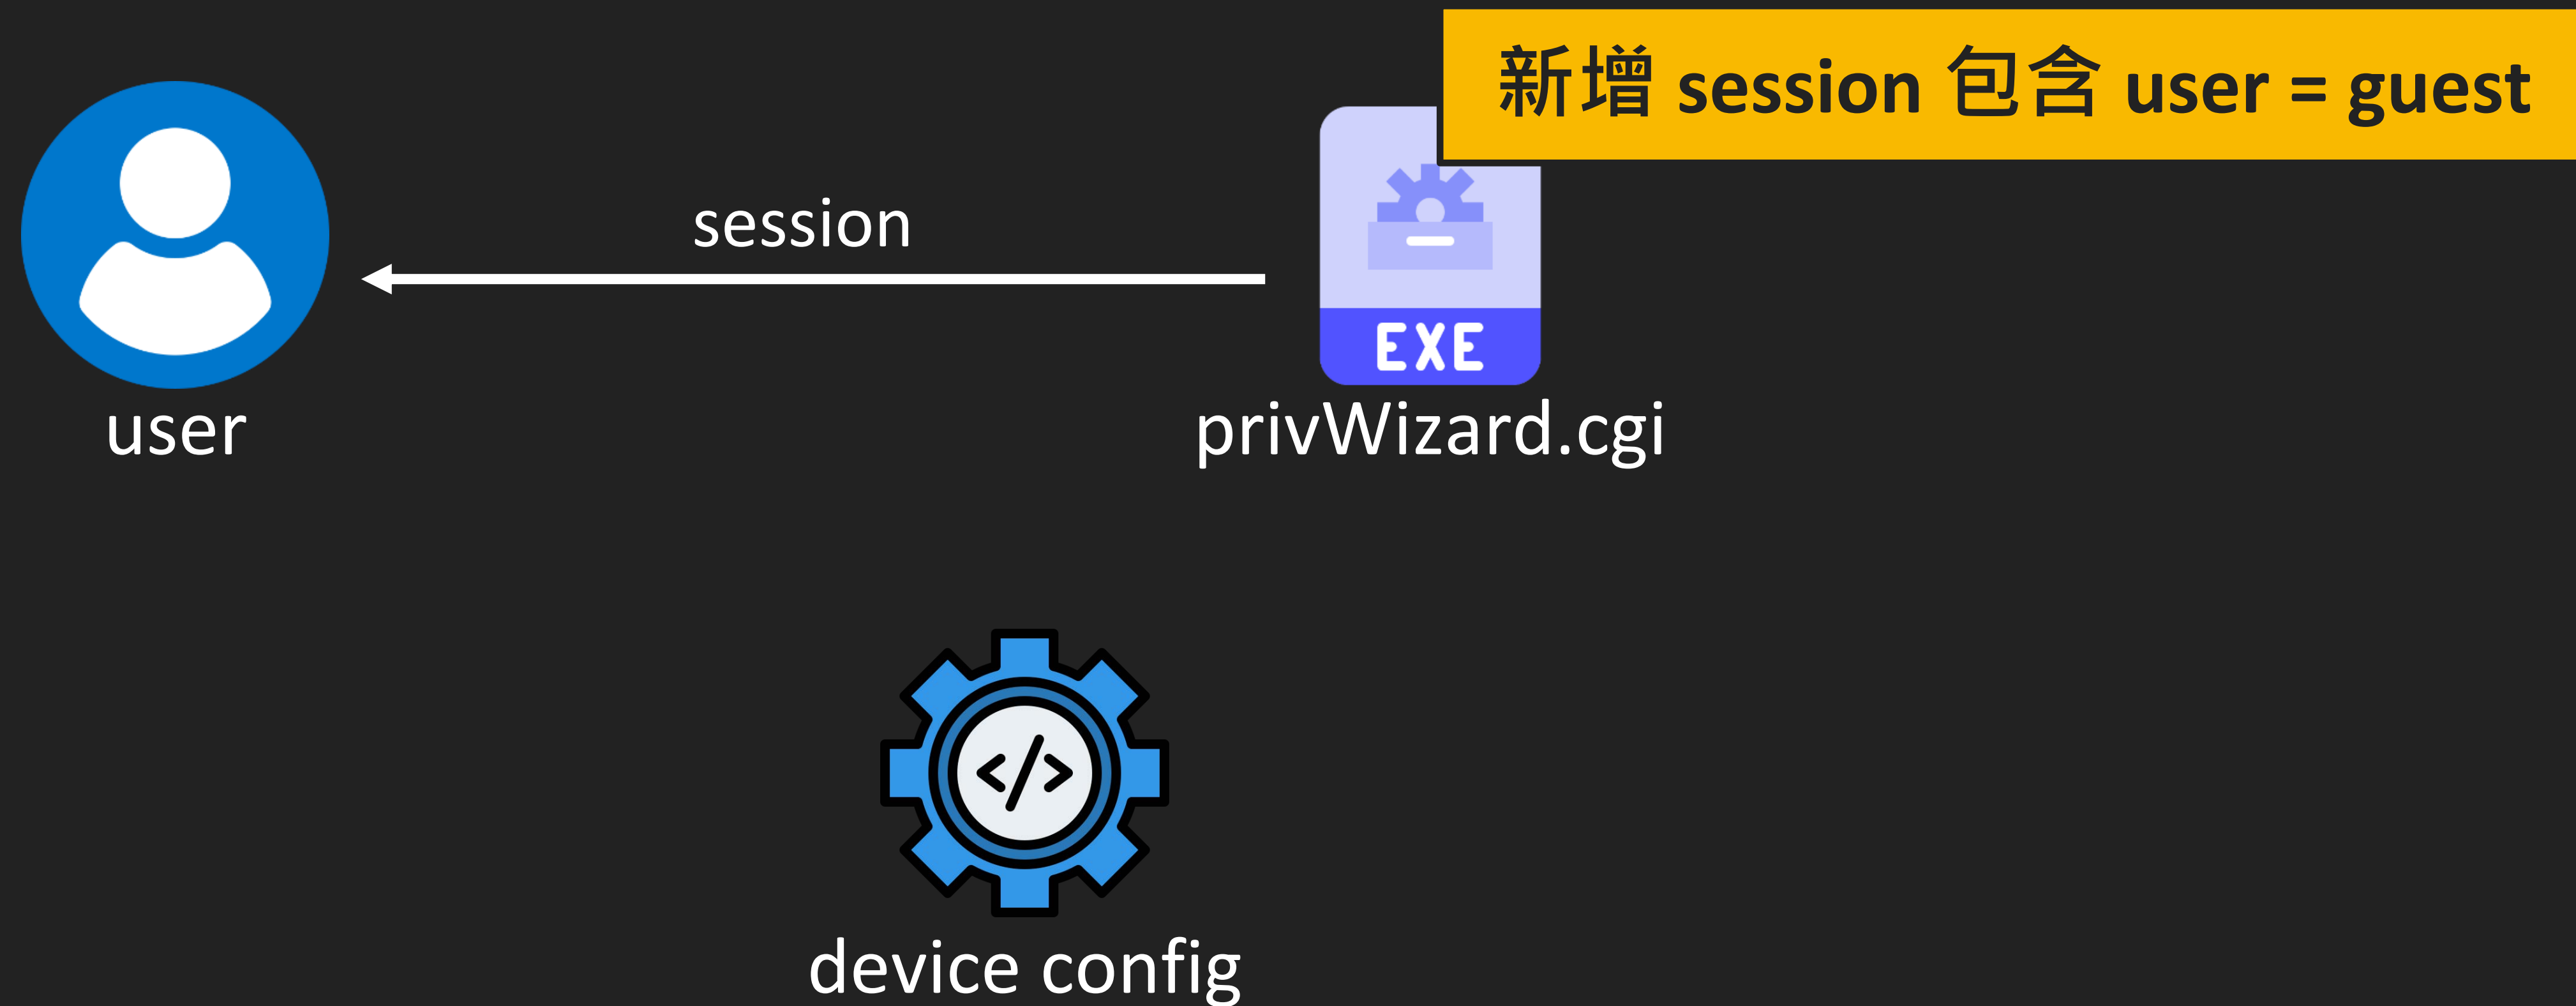 新增 session 包含 user = guest
session
EXE
user
privWizard.cgi
</>
device config